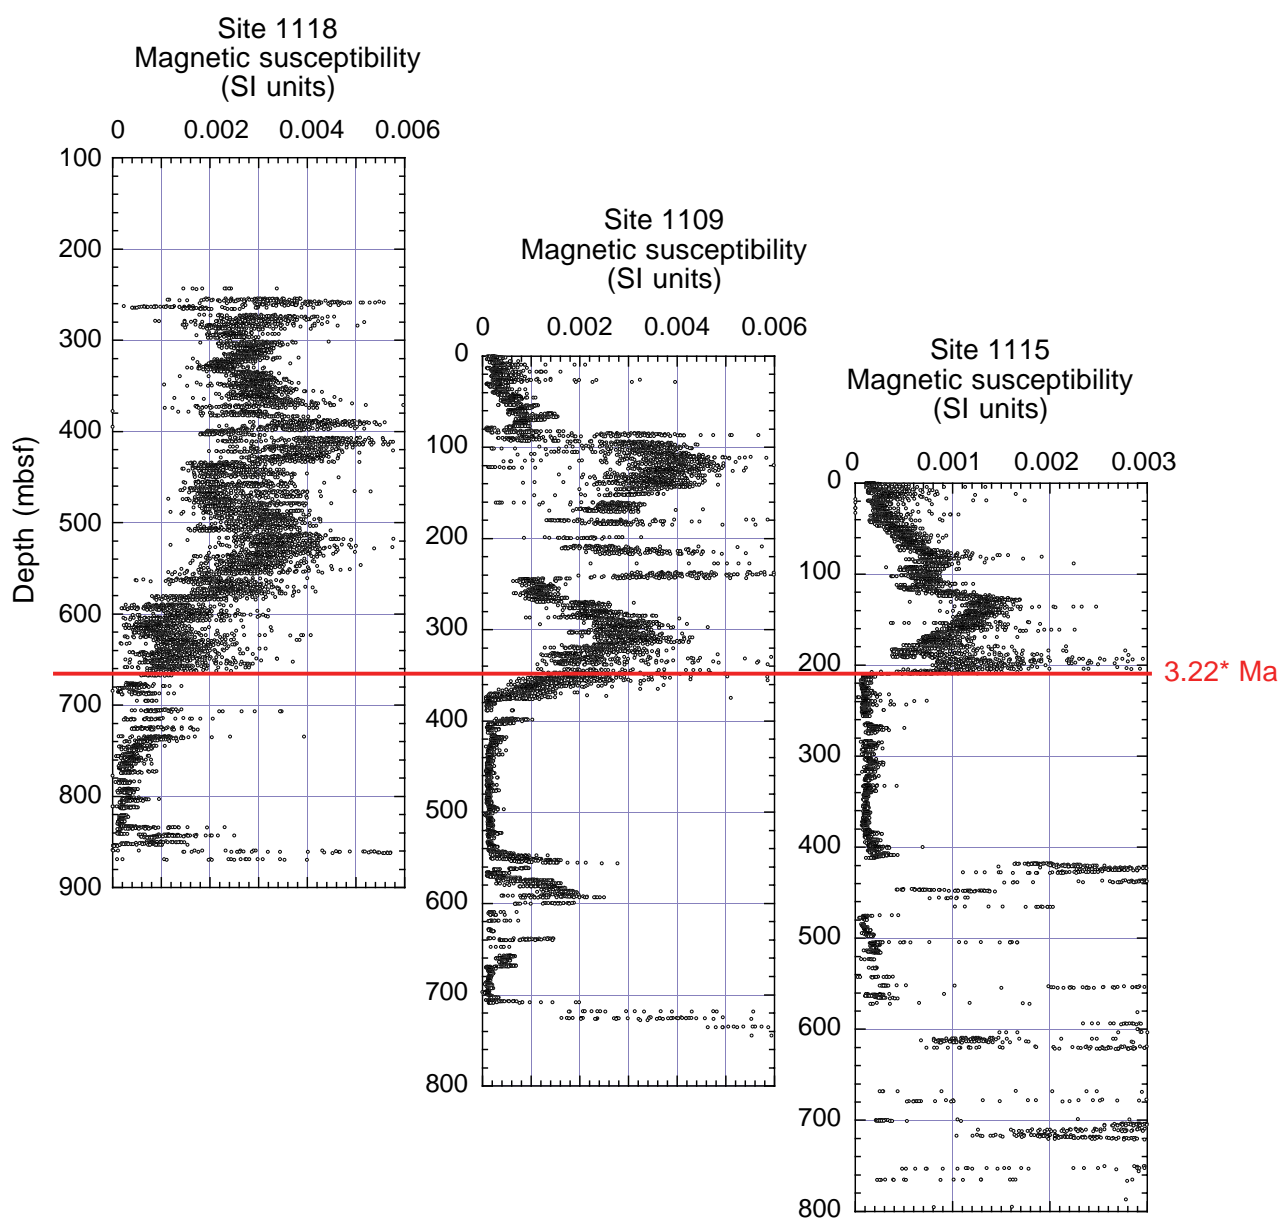 Site 1118
Magnetic susceptibility
(SI units)
0 0.002 0.004 0.006
100
200
300
400
500
600
700
800
900
Depth (mbsf)
Site 1109
Magnetic susceptibility
(SI units)
0 0.002 0.004 0.006
0
100
200
300
400
500
600
700
800
Site 1115
Magnetic susceptibility
(SI units)
0 0.001 0.002 0.003
0
100
200
300
400
500
600
700
800
3.22* Ma